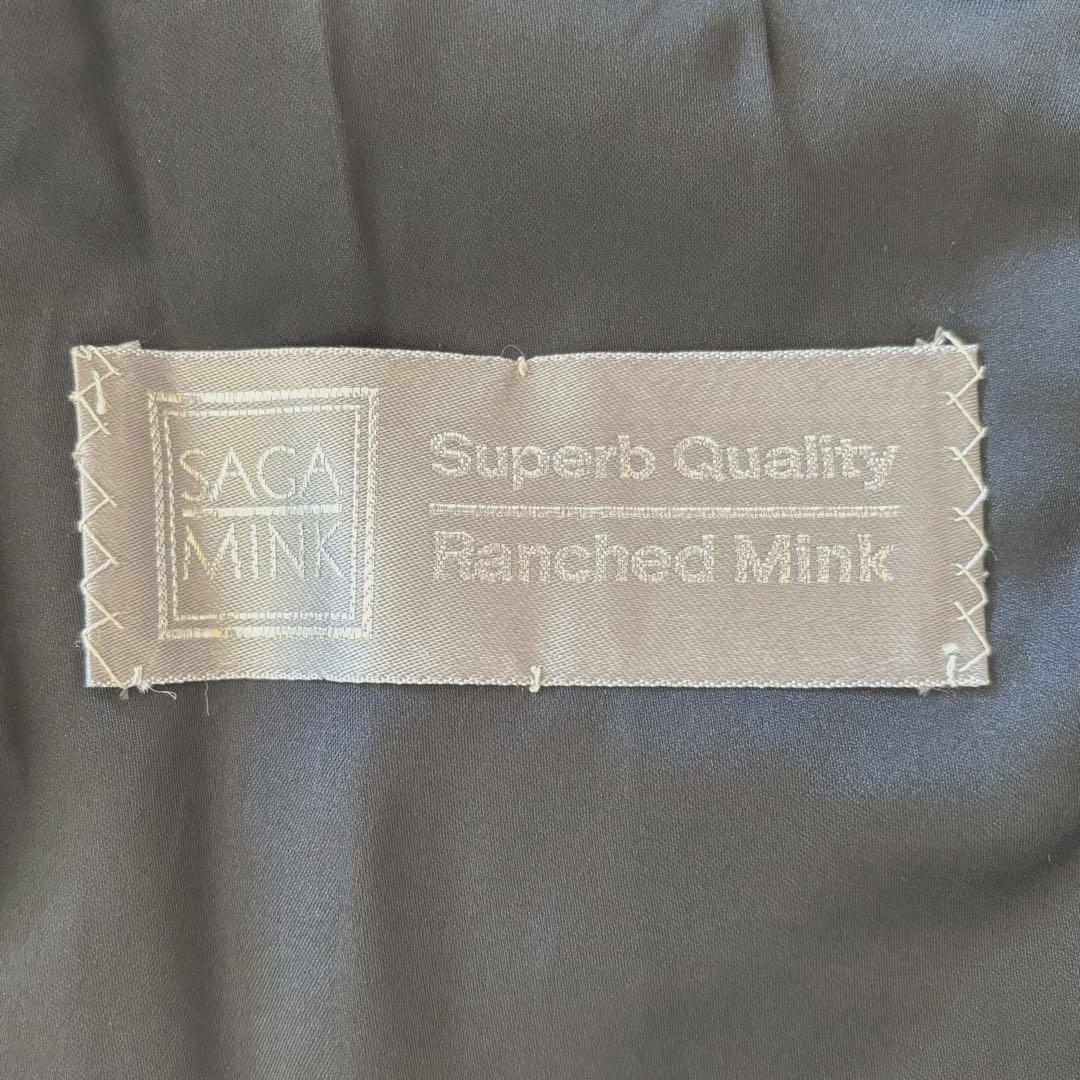 SAGA
MINK
Superb Quality
Ranched Mink